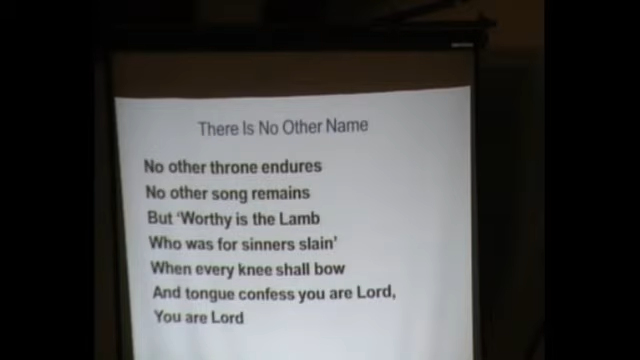 There Is No Other Name
No other throne endures
No other song remains
But ‘Worthy is the Lamb
Who was for sinners slain’
When every knee shall bow
And tongue confess you are Lord,
You are Lord